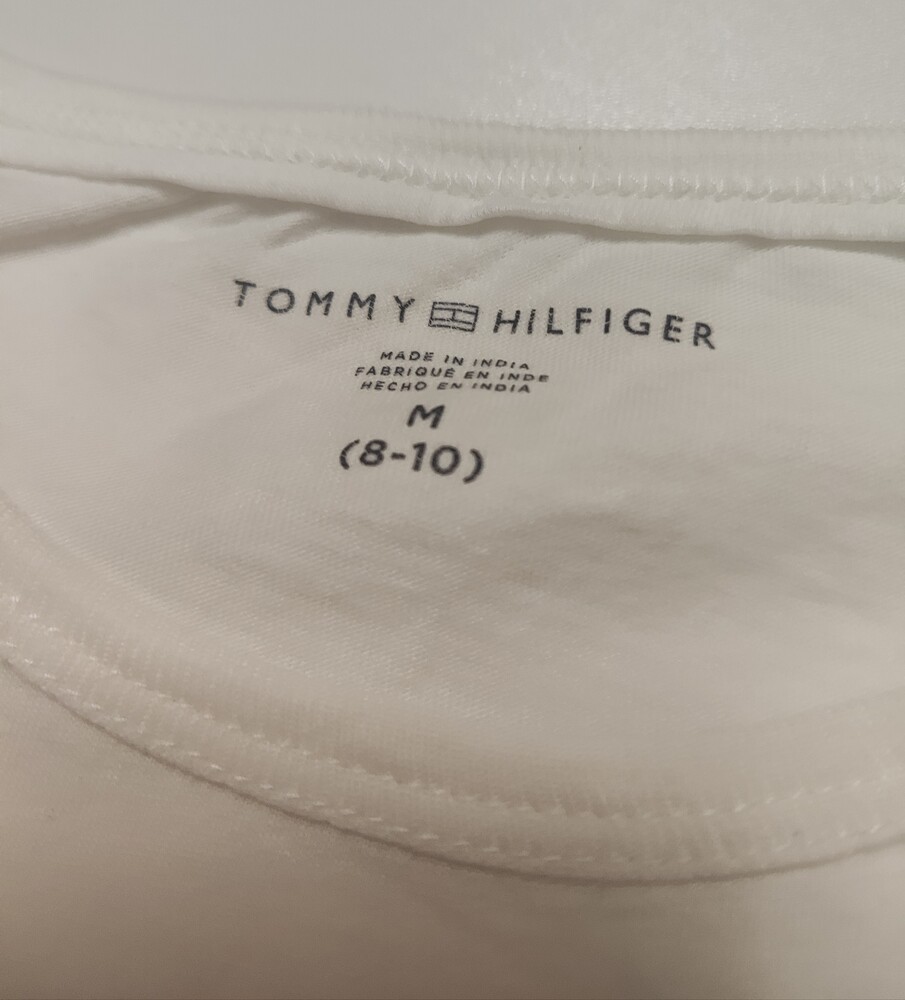 TOMMY HILFIGER
MADE IN INDIA
FABRIQUÉ EN INDE
HECHO EN INDIA
M
(8-10)